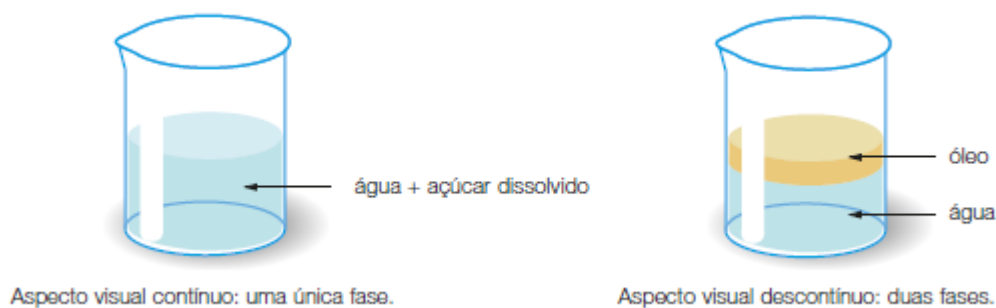 água + açúcar dissolvido
Aspecto visual contínuo: uma única fase.
óleo
água
Aspecto visual descontínuo: duas fases.